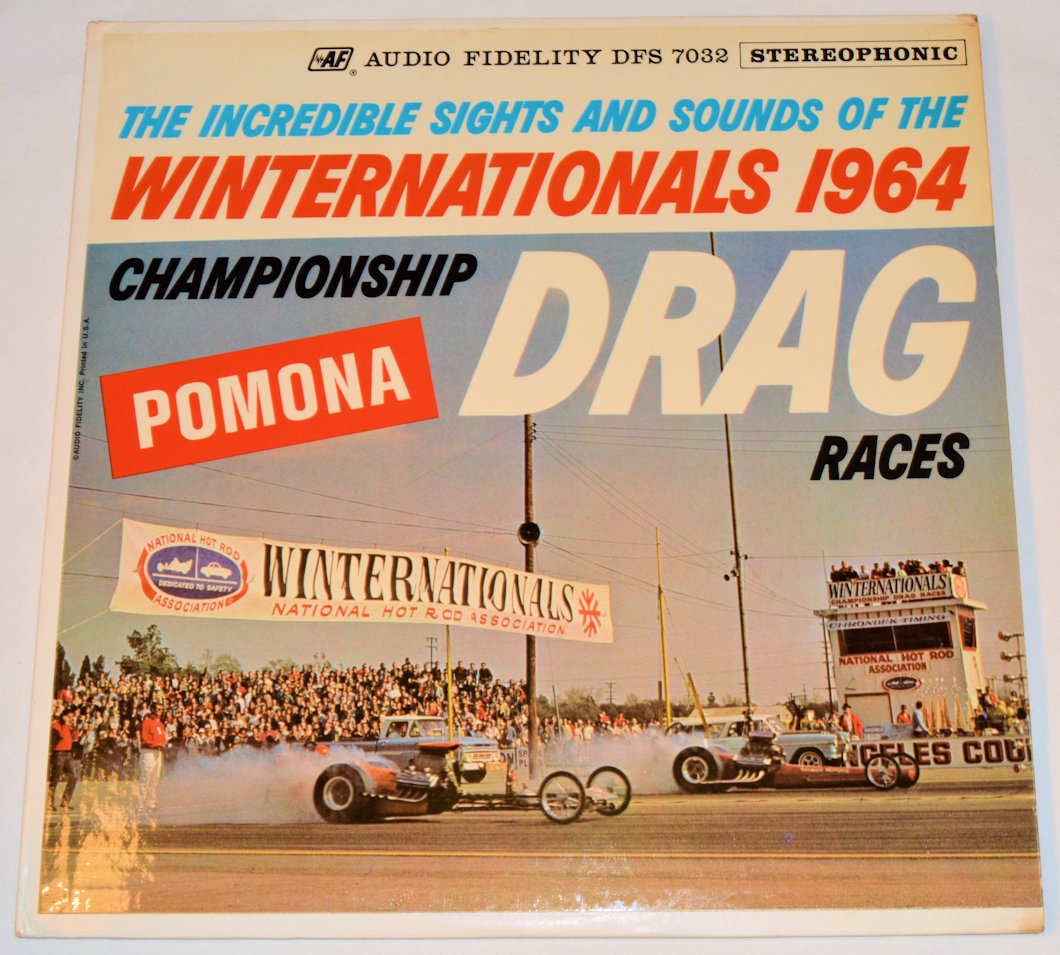 AF® AUDIO FIDELITY DFS 7032 STEREOPHONIC
THE INCREDIBLE SIGHTS AND SOUNDS OF THE
WINTERNATIONALS 1964
CHAMPIONSHIP DRAG
POMONA
RACES
©AUDIO FIDELITY INC. Printed in U.S.A.
NATIONAL HOT ROD
DEDICATED TO SAFETY
ASSOCIATION
WINTERNATIONALS
NATIONAL HOT ROD ASSOCIATION
WINTERNATIONALS
CHAMPIONSHIP DRAG RACES
CHRONDEK TIMING
NATIONAL HOT ROD
ASSOCIATION
GELES COU